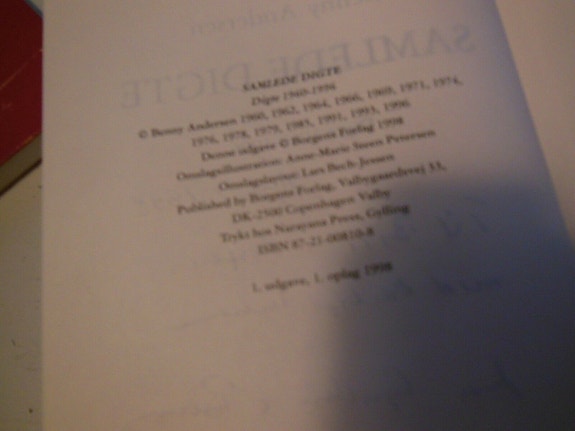 SAMLEDE DIGTE
Digte 1960-1996
© Benny Andersen 1960, 1962, 1964, 1966, 1969, 1971, 1974,
1976, 1978, 1979, 1985, 1991, 1993, 1996
Denne udgave © Borgens Forlag 1998
Omslagsillustration: Anne-Marie Steen Petersen
Omslagslayout: Lars Bech-Jessen
Published by Borgens Forlag, Valbygaardsvej 33,
DK-2500 Copenhagen Valby
Trykt hos Narayana Press, Gylling
ISBN 87-21-00810-8
1. udgave, 1. oplag 1998